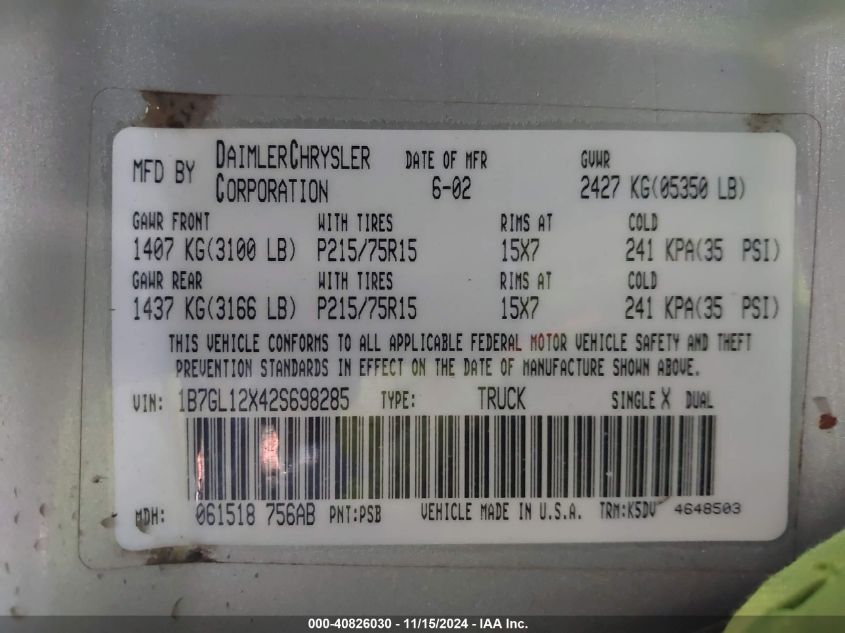 MFD BY DAIMLERCHRYSLER CORPORATION DATE OF MFR 6-02 GVWR 2427 KG(05350 LB)
GAWR FRONT WITH TIRES RIMS AT COLD
1407 KG(3100 LB) P215/75R15 15X7 241 KPA(35 PSI)
GAWR REAR WITH TIRES RIMS AT COLD
1437 KG(3166 LB) P215/75R15 15X7 241 KPA(35 PSI)
THIS VEHICLE CONFORMS TO ALL APPLICABLE FEDERAL MOTOR VEHICLE SAFETY AND THEFT
PREVENTION STANDARDS IN EFFECT ON THE DATE OF MANUFACTURE SHOWN ABOVE.
VIN: 1B7GL12X42S698285 TYPE: TRUCK SINGLE X DUAL
MDH: 061518 756AB PNT:PSB VEHICLE MADE IN U.S.A. TRM:K5DV 4648503
000-40826030 - 11/15/2024 - IAA Inc.